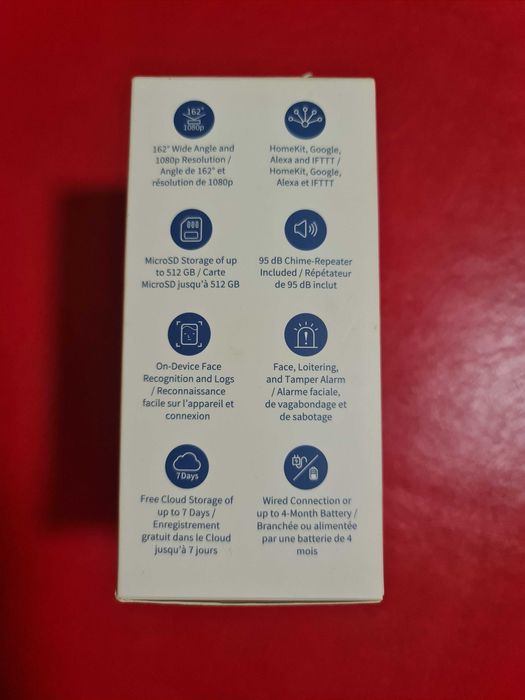 162°
1080p
162° Wide Angle and
1080p Resolution /
Angle de 162° et
résolution de 1080p
HomeKit, Google,
Alexa and IFTTT /
HomeKit, Google,
Alexa et IFTTT
MicroSD Storage of up
to 512 GB / Carte
MicroSD jusqu'à 512 GB
95 dB Chime-Repeater
Included / Répétateur
de 95 dB inclut
On-Device Face
Recognition and Logs
/ Reconnaissance
facile sur l'appareil et
connexion
Face, Loitering,
and Tamper Alarm
/ Alarme faciale,
de vagabondage et
de sabotage
7Days
Free Cloud Storage of
up to 7 Days /
Enregistrement
gratuit dans le Cloud
jusqu'à 7 jours
Wired Connection or
up to 4-Month Battery /
Branchée ou alimentée
par une batterie de 4
mois